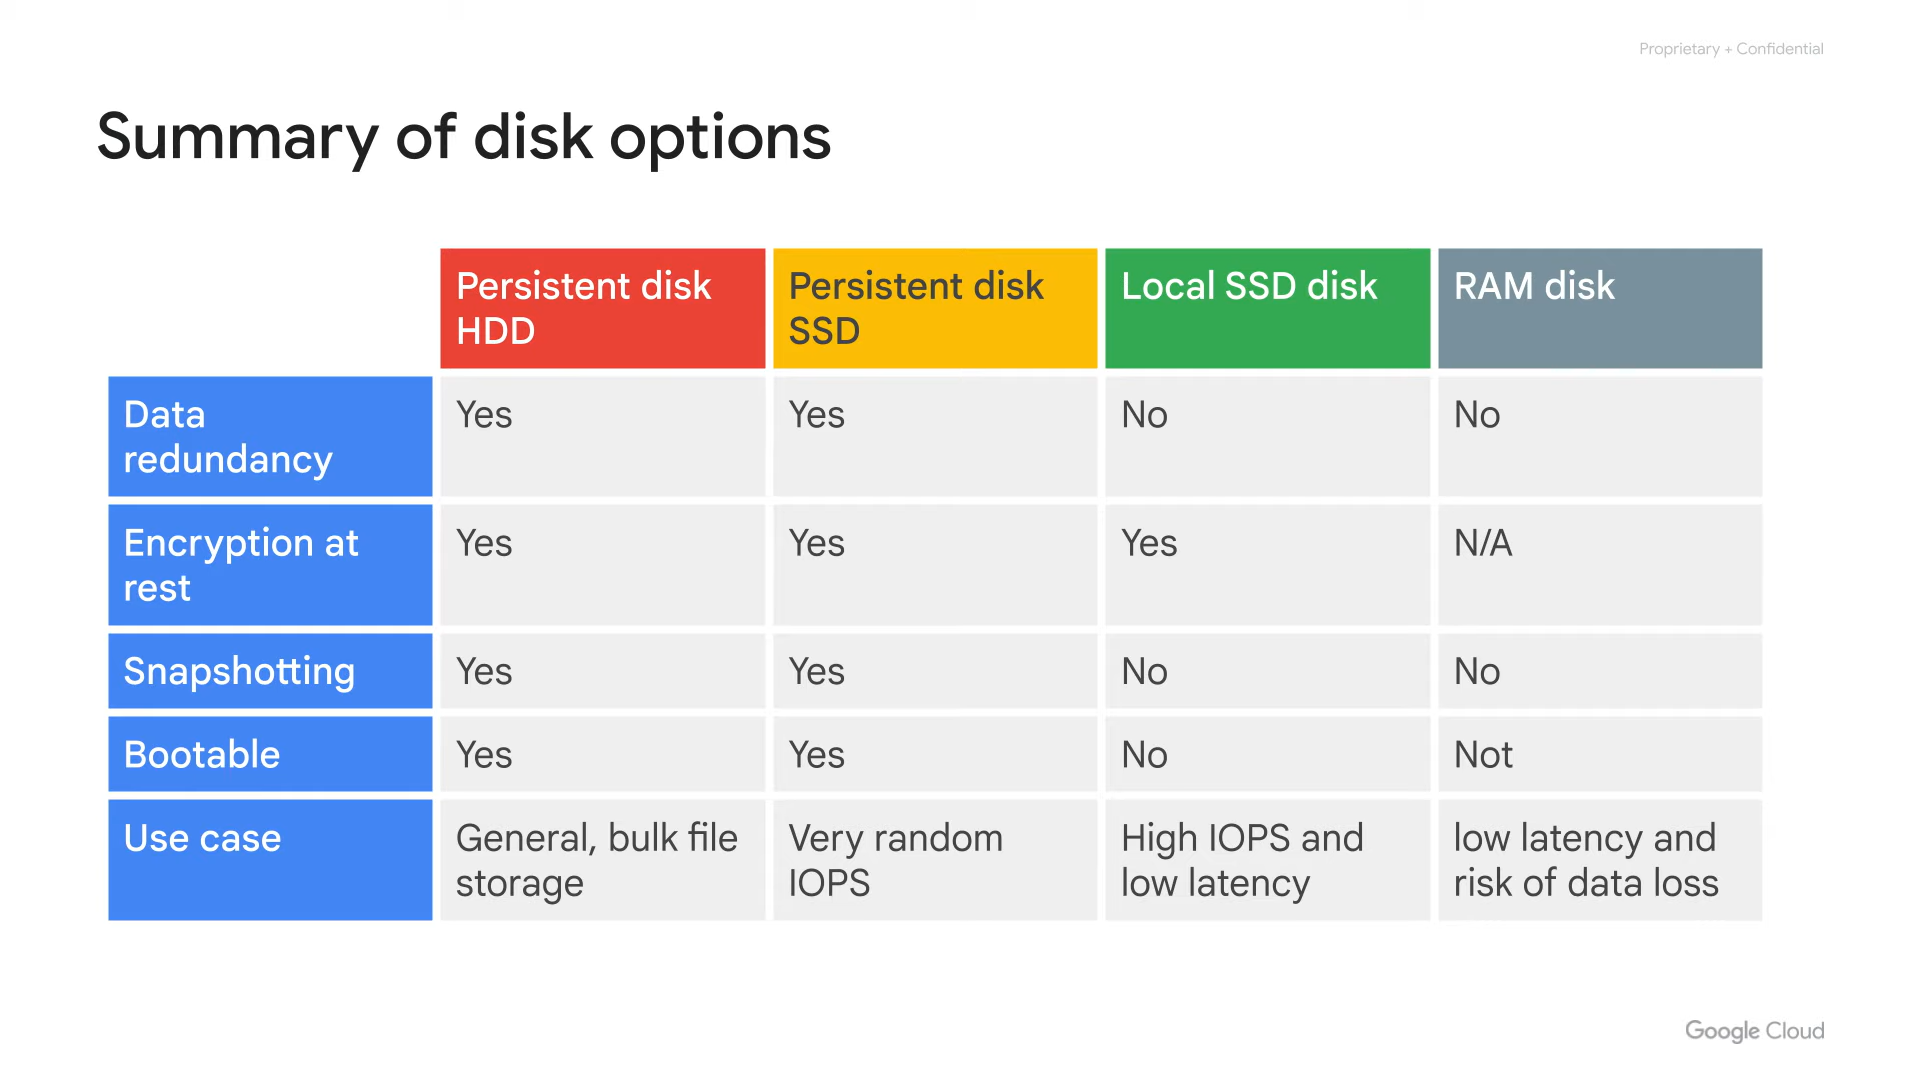 Proprietary + Confidential
Summary of disk options
Persistent disk
HDD
Persistent disk
SSD
Local SSD disk
RAM disk
Data
redundancy
Yes
Yes
No
No
Encryption at
rest
Yes
Yes
Yes
N/A
Snapshotting
Yes
Yes
No
No
Bootable
Yes
Yes
No
Not
Use case
General, bulk file
storage
Very random
IOPS
High IOPS and
low latency
low latency and
risk of data loss
Google Cloud